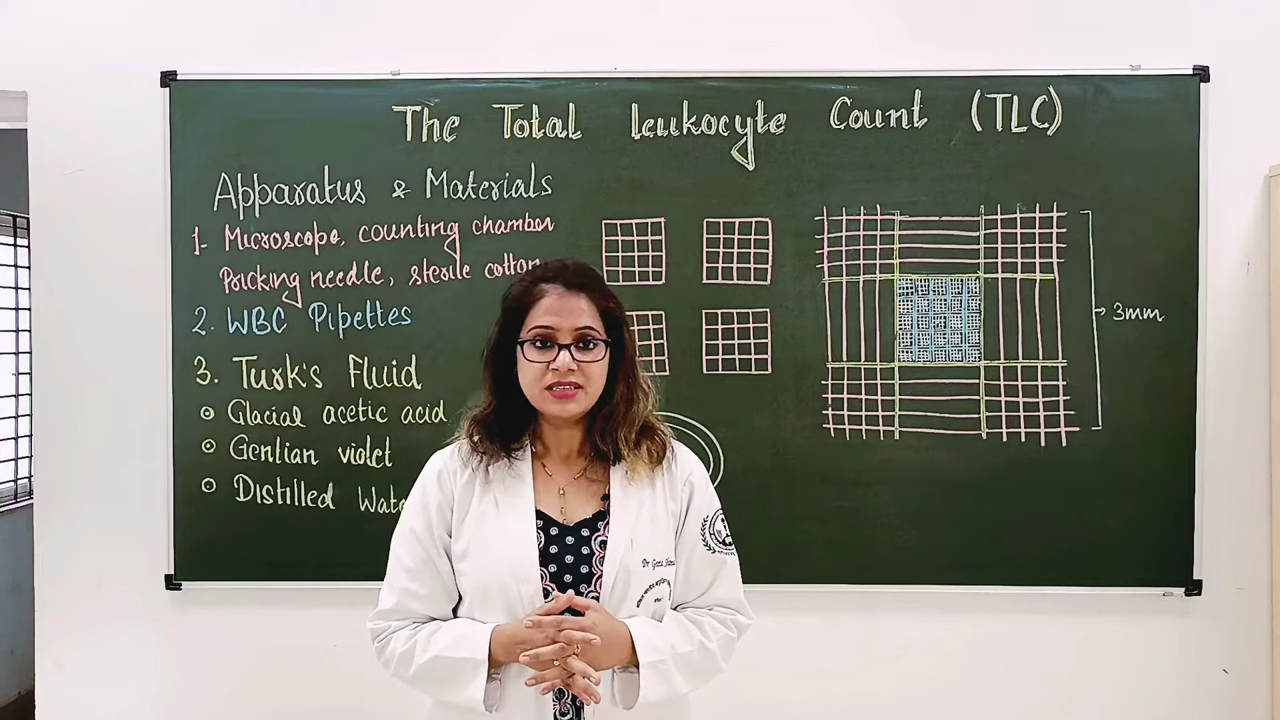 The Total Leukocyte Count (TLC)
Apparatus & Materials
1. Microscope, counting chamber
Pricking needle, sterile cotton
2. WBC Pipettes
3. Turk's Fluid
Glacial acetic acid
Gentian violet
Distilled
3mm
Dr